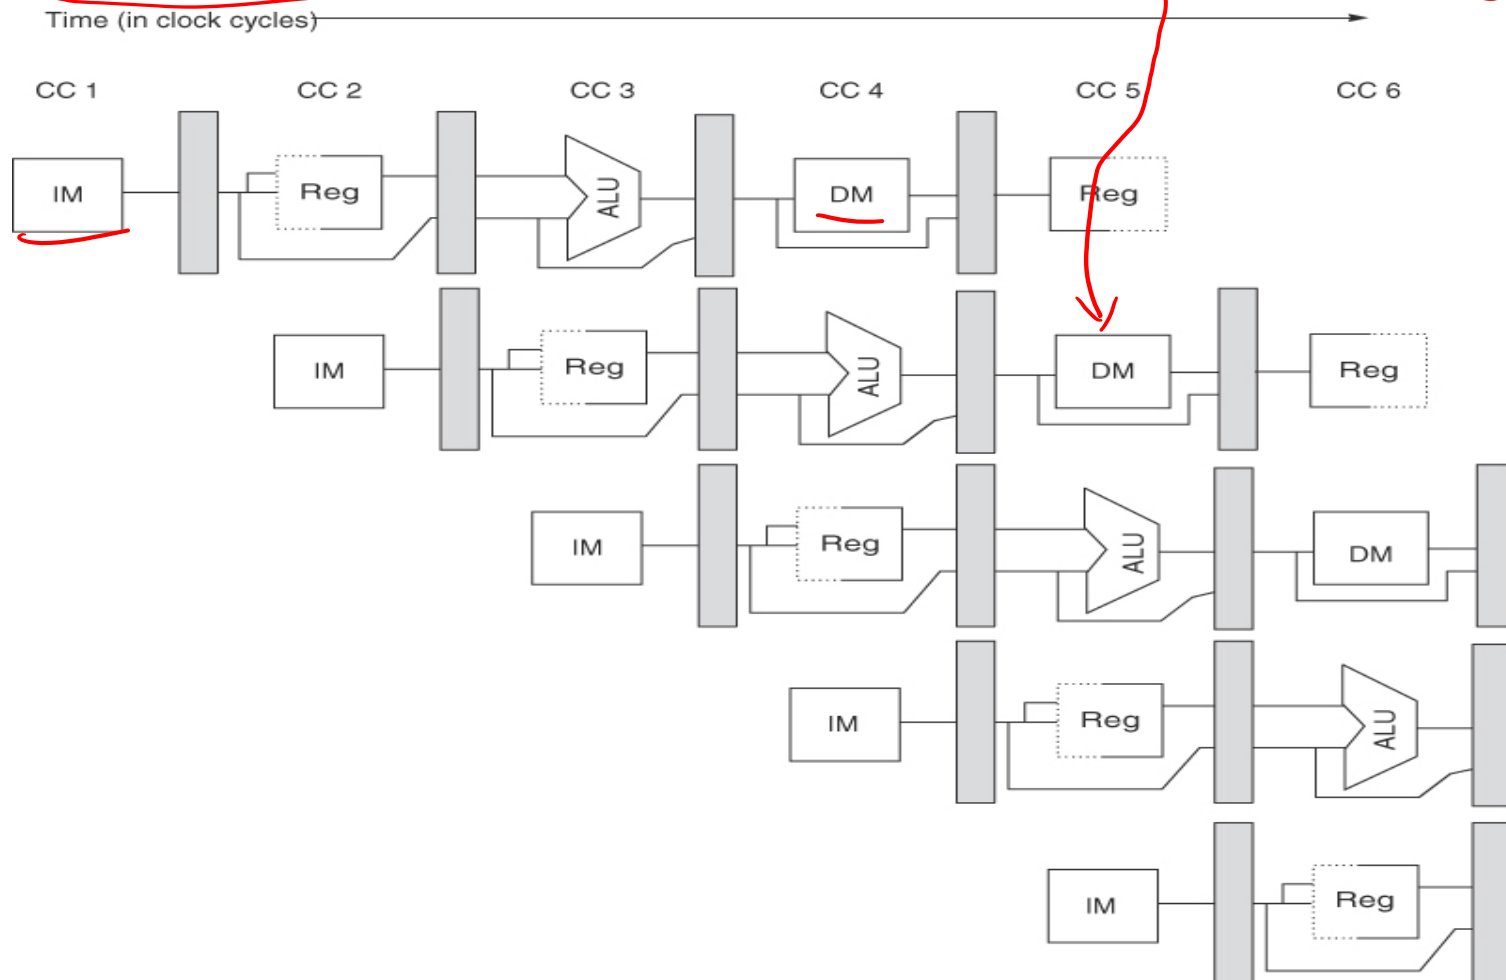 Time (in clock cycles)
CC 1 CC 2 CC 3 CC 4 CC 5 CC 6
IM Reg ALU DM Reg
IM Reg ALU DM Reg
IM Reg ALU DM
IM Reg ALU
IM Reg